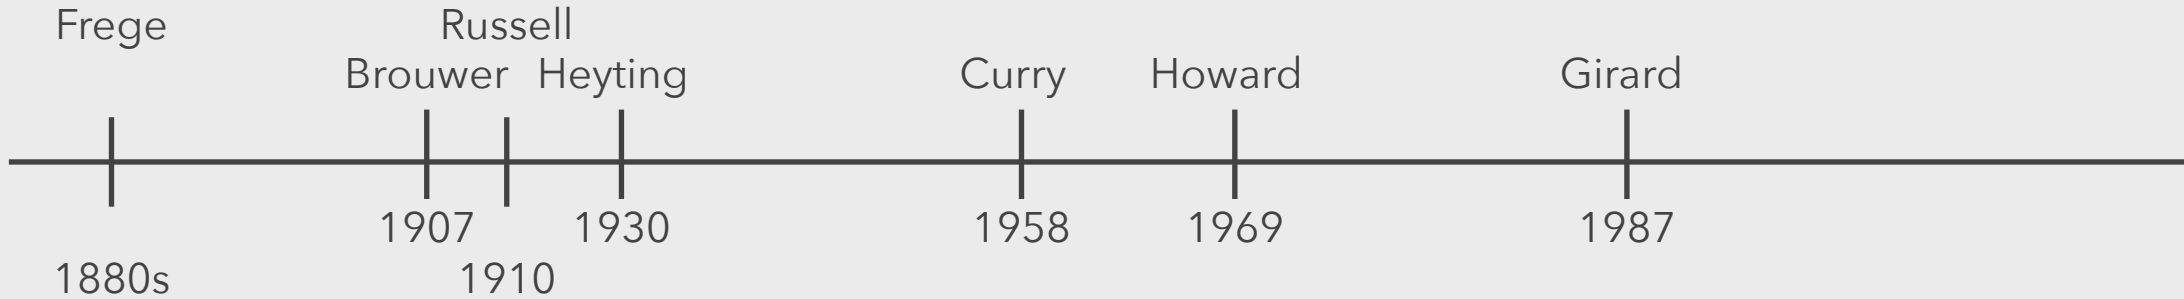 Frege Russell
Brouwer Heyting Curry Howard Girard
1907 1930 1958 1969 1987
1880s 1910